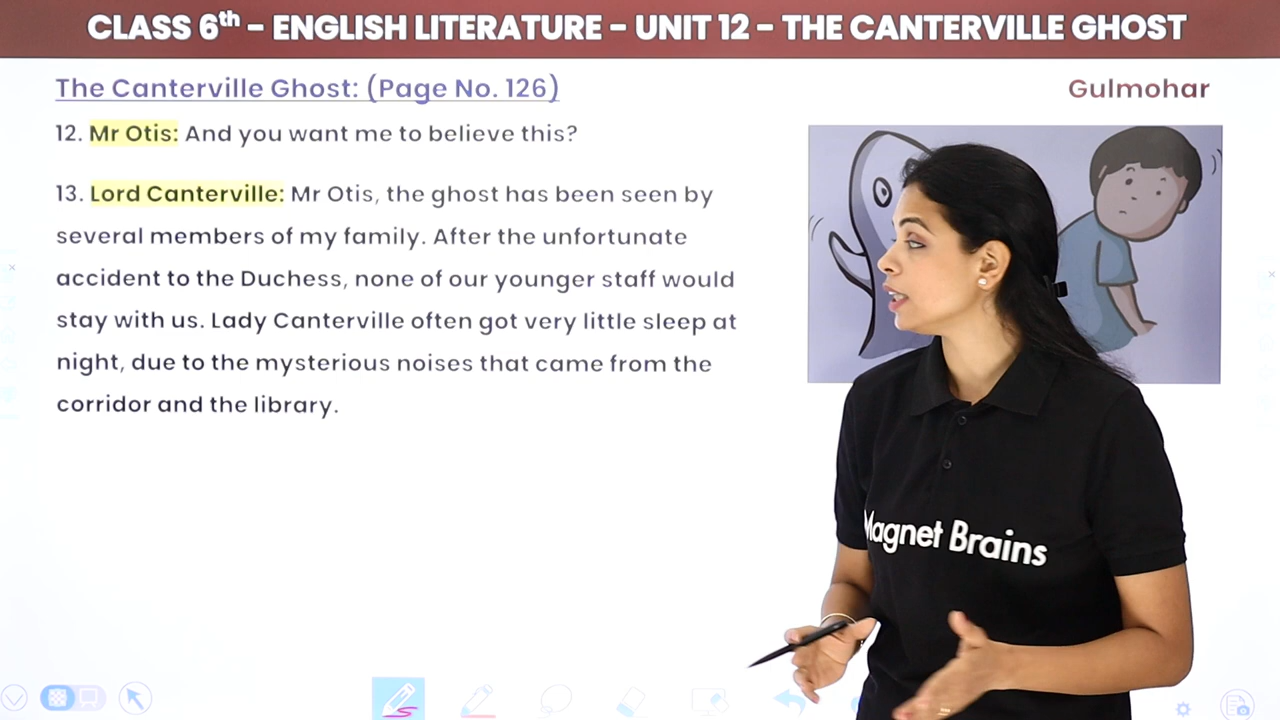 CLASS 6th – ENGLISH LITERATURE – UNIT 12 – THE CANTERVILLE GHOST
The Canterville Ghost: (Page No. 126)
Gulmohar
12. Mr Otis: And you want me to believe this?
13. Lord Canterville: Mr Otis, the ghost has been seen by
several members of my family. After the unfortunate
accident to the Duchess, none of our younger staff would
stay with us. Lady Canterville often got very little sleep at
night, due to the mysterious noises that came from the
corridor and the library.
Magnet Brains